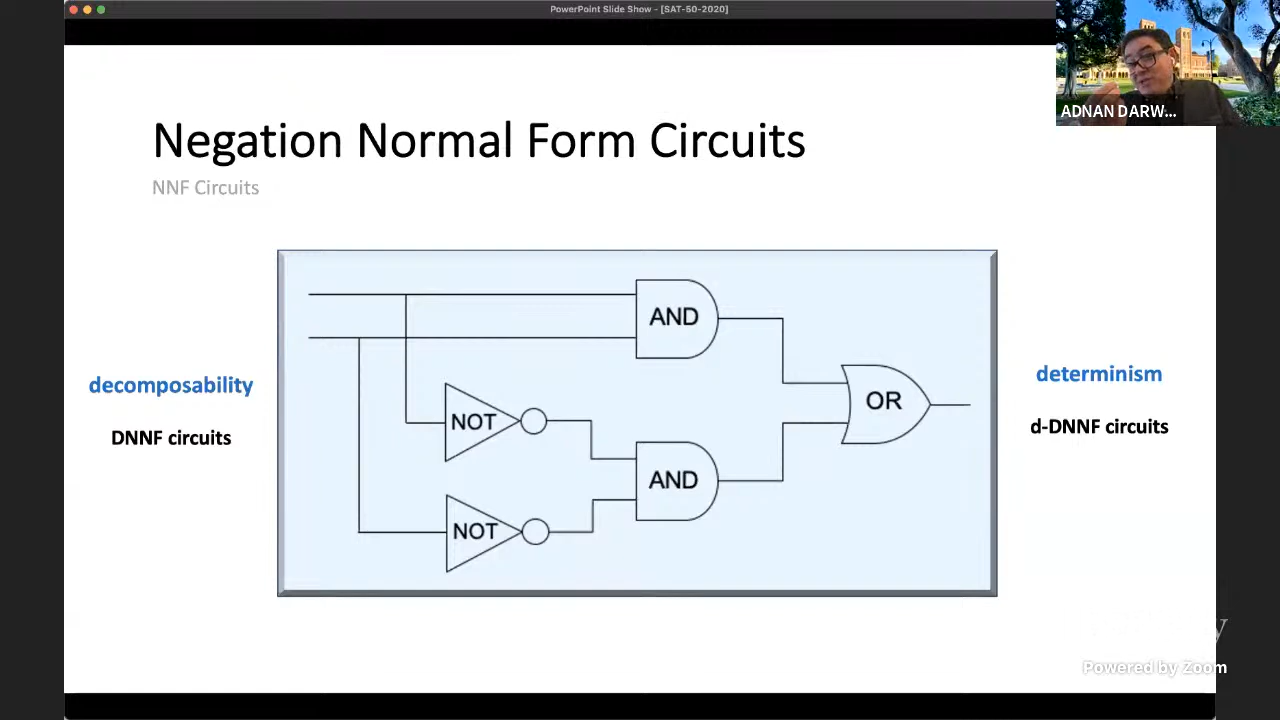 PowerPoint Slide Show - [SAT-50-2020]
ADNAN DARW...
Negation Normal Form Circuits
NNF Circuits
AND
decomposability
determinism
OR
NOT
d-DNNF circuits
DNNF circuits
AND
NOT
Powered by Zoom